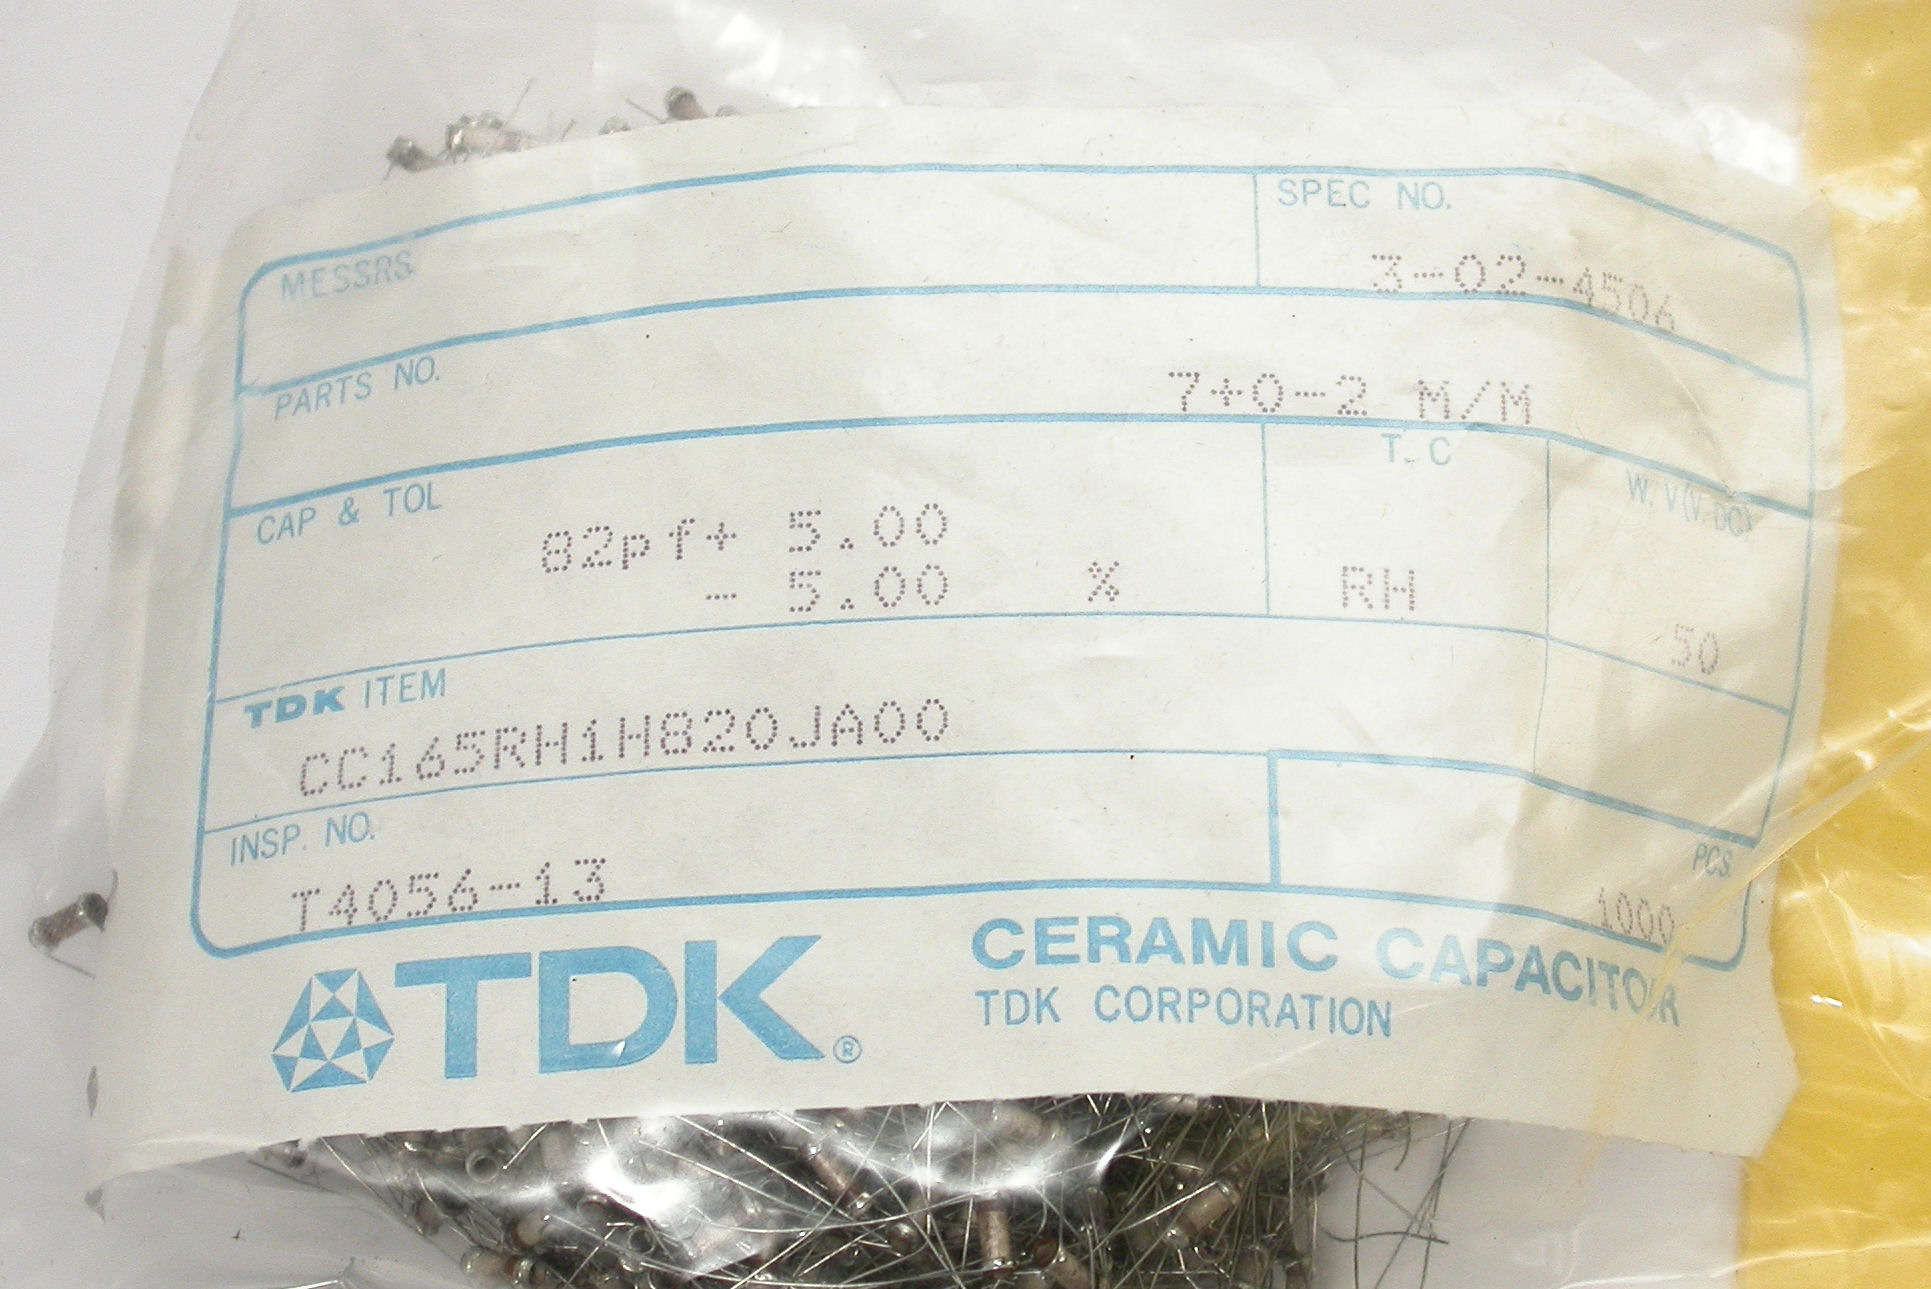 MESSRS
SPEC NO.
3-02-4506
PARTS NO.
7+0-2 M/M
CAP & TOL
82pf+ 5.00
- 5.00 %
T. C
RH
W. V (V. DC)
50
TDK ITEM
CC165RH1H820JA00
INSP. NO.
T4056-13
PCS.
1000
TDK®
CERAMIC CAPACITOR
TDK CORPORATION